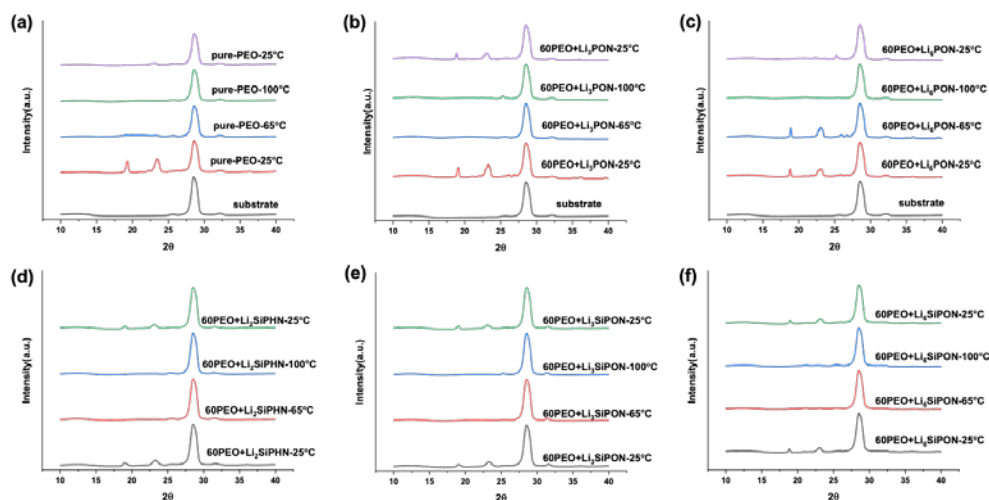 (a)
pure-PEO-25°C
pure-PEO-100°C
pure-PEO-65°C
pure-PEO-25°C
substrate
Intensity(a.u.)
10 15 20 25 30 35 40
2θ
(b)
60PEO+Li₃PON-25°C
60PEO+Li₃PON-100°C
60PEO+Li₃PON-65°C
60PEO+Li₃PON-25°C
substrate
Intensity(a.u.)
10 15 20 25 30 35 40
2θ
(c)
60PEO+Li₆PON-25°C
60PEO+Li₆PON-100°C
60PEO+Li₆PON-65°C
60PEO+Li₆PON-25°C
substrate
Intensity(a.u.)
10 15 20 25 30 35 40
2θ
(d)
60PEO+Li₂SiPHN-25°C
60PEO+Li₂SiPHN-100°C
60PEO+Li₂SiPHN-65°C
60PEO+Li₂SiPHN-25°C
Intensity(a.u.)
10 15 20 25 30 35 40
2θ
(e)
60PEO+Li₃SiPON-25°C
60PEO+Li₃SiPON-100°C
60PEO+Li₃SiPON-65°C
60PEO+Li₃SiPON-25°C
Intensity(a.u.)
10 15 20 25 30 35 40
2θ
(f)
60PEO+Li₆SiPON-25°C
60PEO+Li₆SiPON-100°C
60PEO+Li₆SiPON-65°C
60PEO+Li₆SiPON-25°C
Intensity(a.u.)
10 15 20 25 30 35 40
2θ